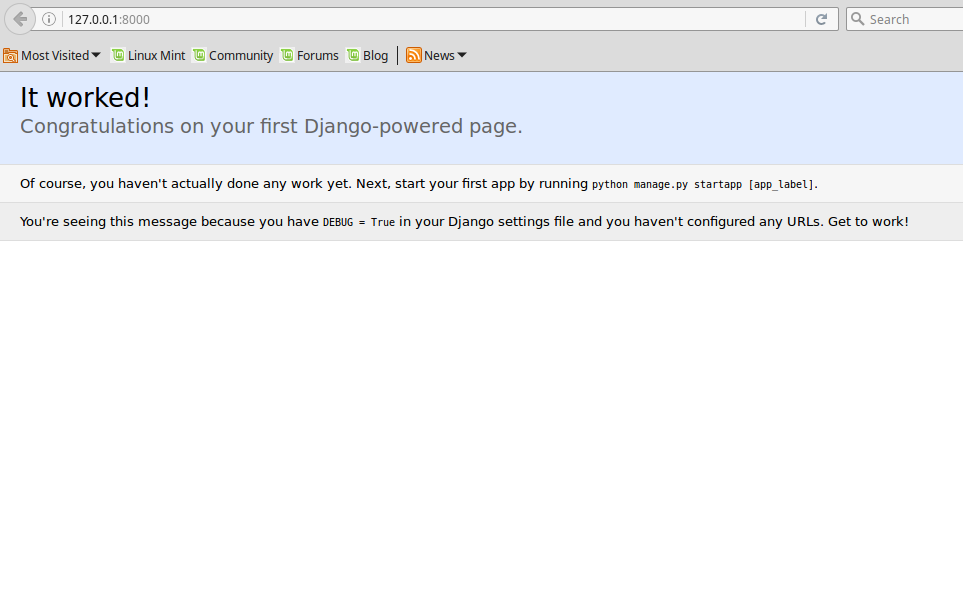 127.0.0.1:8000 Search
Most Visited Linux Mint Community Forums Blog News
It worked!
Congratulations on your first Django-powered page.
Of course, you haven't actually done any work yet. Next, start your first app by running python manage.py startapp [app_label].
You're seeing this message because you have DEBUG = True in your Django settings file and you haven't configured any URLs. Get to work!